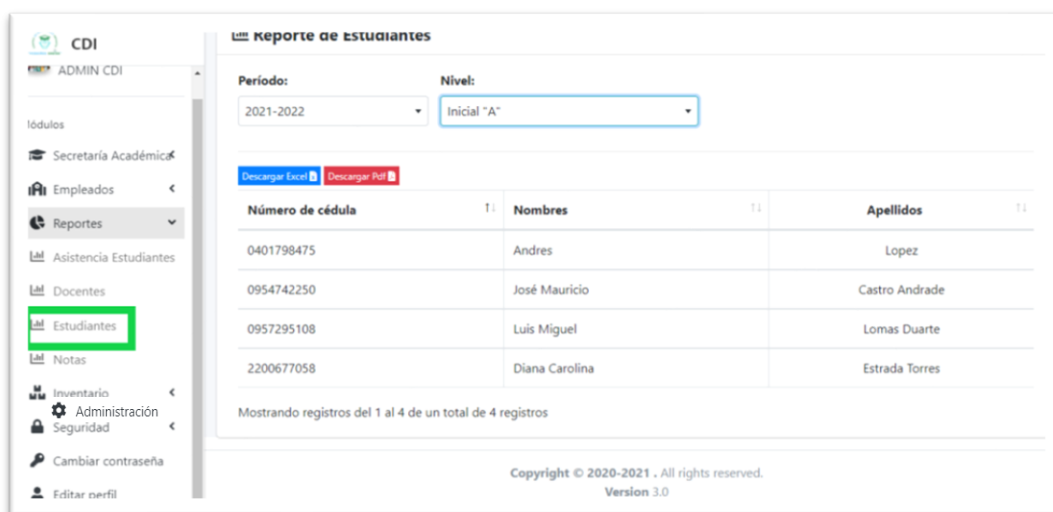 CDI
ADMIN CDI
lódulos
Secretaría Académica
Empleados
Reportes
Asistencia Estudiantes
Docentes
Estudiantes
Notas
Inventario
Administración
Seguridad
Cambiar contraseña
Editar perfil
Reporte de Estudiantes
Período: Nivel:
2021-2022 Inicial "A"
Descargar Excel Descargar Pdf
Número de cédula Nombres Apellidos
0401798475 Andres Lopez
0954742250 José Mauricio Castro Andrade
0957295108 Luis Miguel Lomas Duarte
2200677058 Diana Carolina Estrada Torres
Mostrando registros del 1 al 4 de un total de 4 registros
Copyright © 2020-2021 . All rights reserved.
Version 3.0